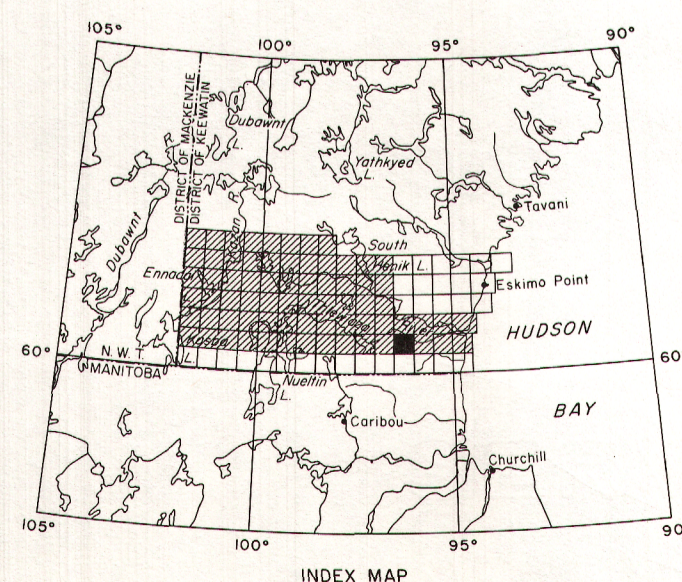 105°
100°
95°
90°
DISTRICT OF MACKENZIE
DISTRICT OF KEEWATIN
Dubawnt
L.
R.
Yathkyed
L.
Tavani
Dubawnt
Kazan
R.
South
Henik L.
Ennadai
Eskimo Point
HUDSON
Kasba
L.
60°
N. W. T.
MANITOBA
60
Nueltin
L.
BAY
Caribou
Churchill
105°
100°
95°
90
INDEX MAP